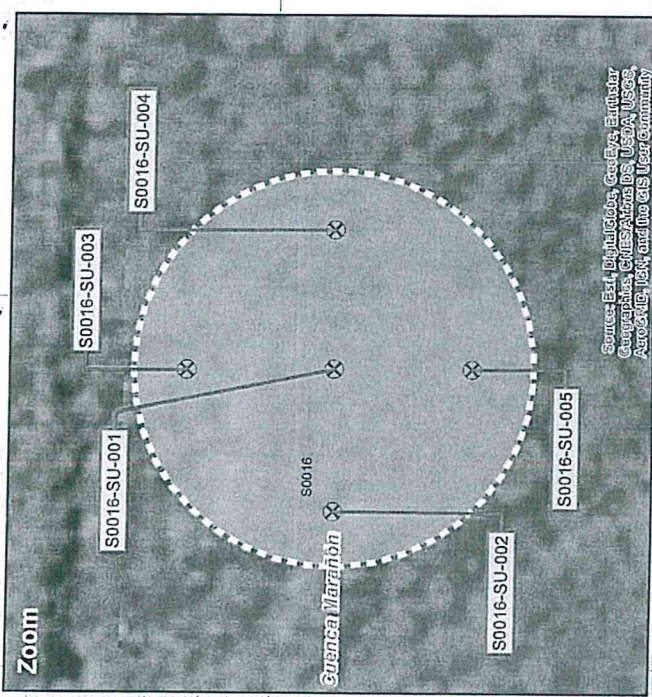 Zoom
S0016-SU-003
S0016-SU-001
S0016-SU-004
S0016
Cuenca Marañón
S0016-SU-002
S0016-SU-005
Source: Esri, DigitalGlobe, GeoEye, Earthstar
Geographics, CNES/Airbus DS, USDA, USGS,
AeroGRID, IGN, and the GIS User Community